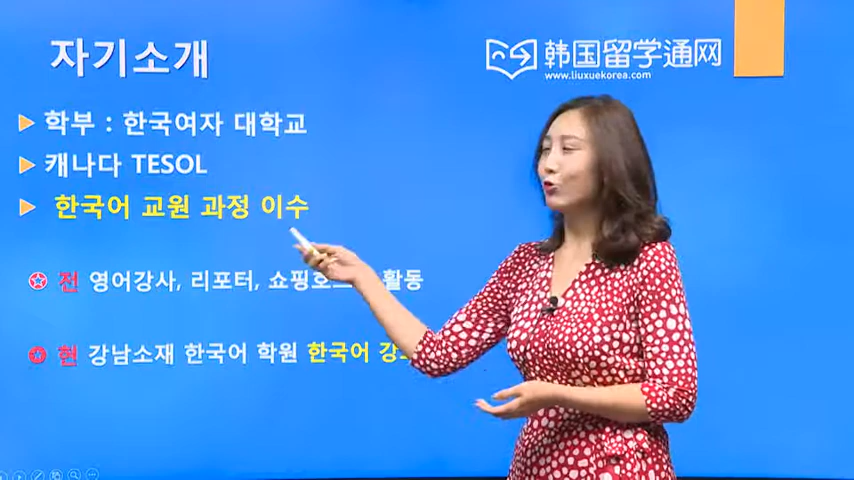 자기소개
韩国留学通网
www.liuxuekorea.com
학부 : 한국여자 대학교
캐나다 TESOL
한국어 교원 과정 이수
전 영어강사, 리포터, 활동
현 강남소재 한국어 학원 한국어